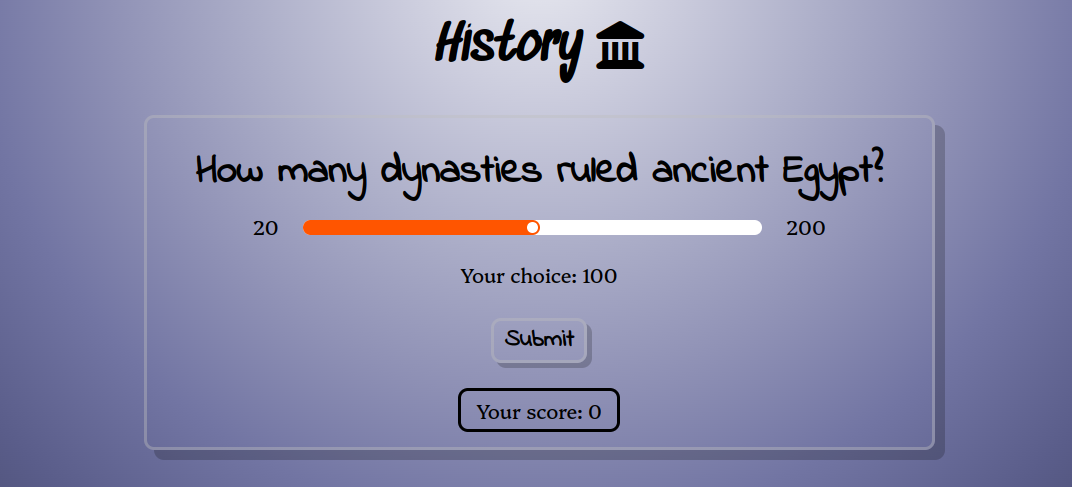 History
How many dynasties ruled ancient Egypt?
20 200
Your choice: 100
Submit
Your score: 0